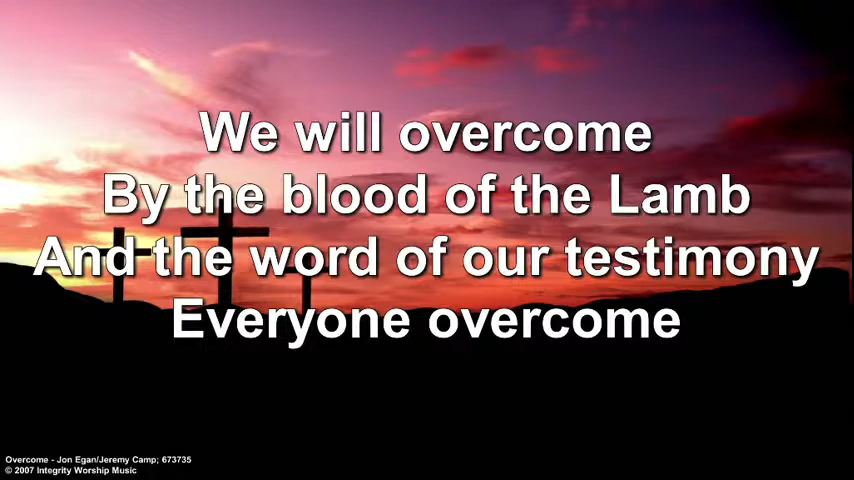 We will overcome
By the blood of the Lamb
And the word of our testimony
Everyone overcome
Overcome - Jon Egan/Jeremy Camp; 673735
© 2007 Integrity Worship Music